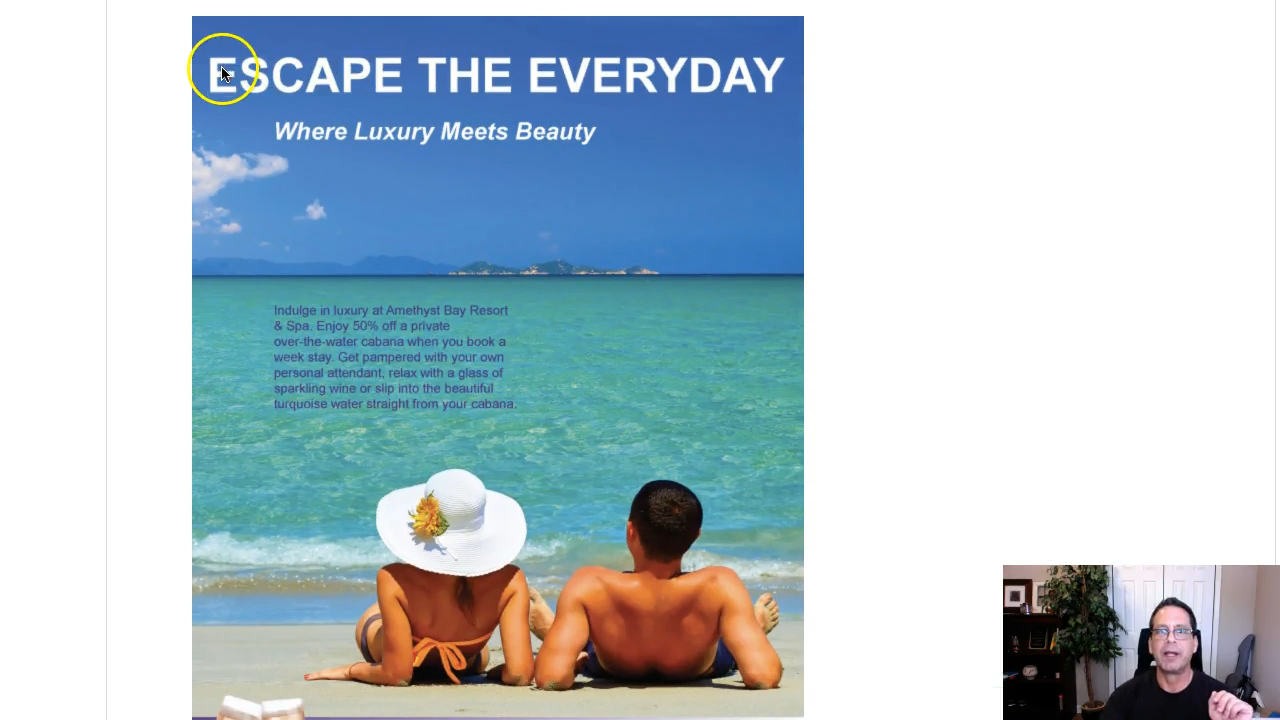 ESCAPE THE EVERYDAY
Where Luxury Meets Beauty
Indulge in luxury at Amethyst Bay Resort
& Spa. Enjoy 50% off a private
over-the-water cabana when you book a
week stay. Get pampered with your own
personal attendant, relax with a glass of
sparkling wine or slip into the beautiful
turquoise water straight from your cabana.